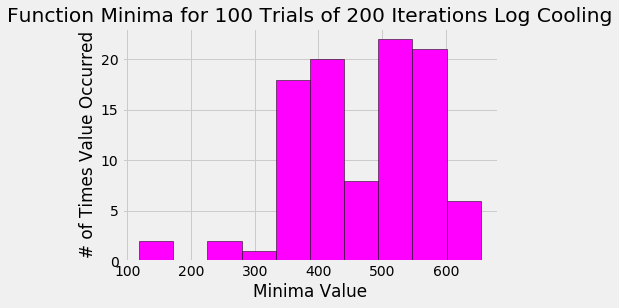 Function Minima for 100 Trials of 200 Iterations Log Cooling
# of Times Value Occurred
20
15
10
5
0
100 200 300 400 500 600
Minima Value